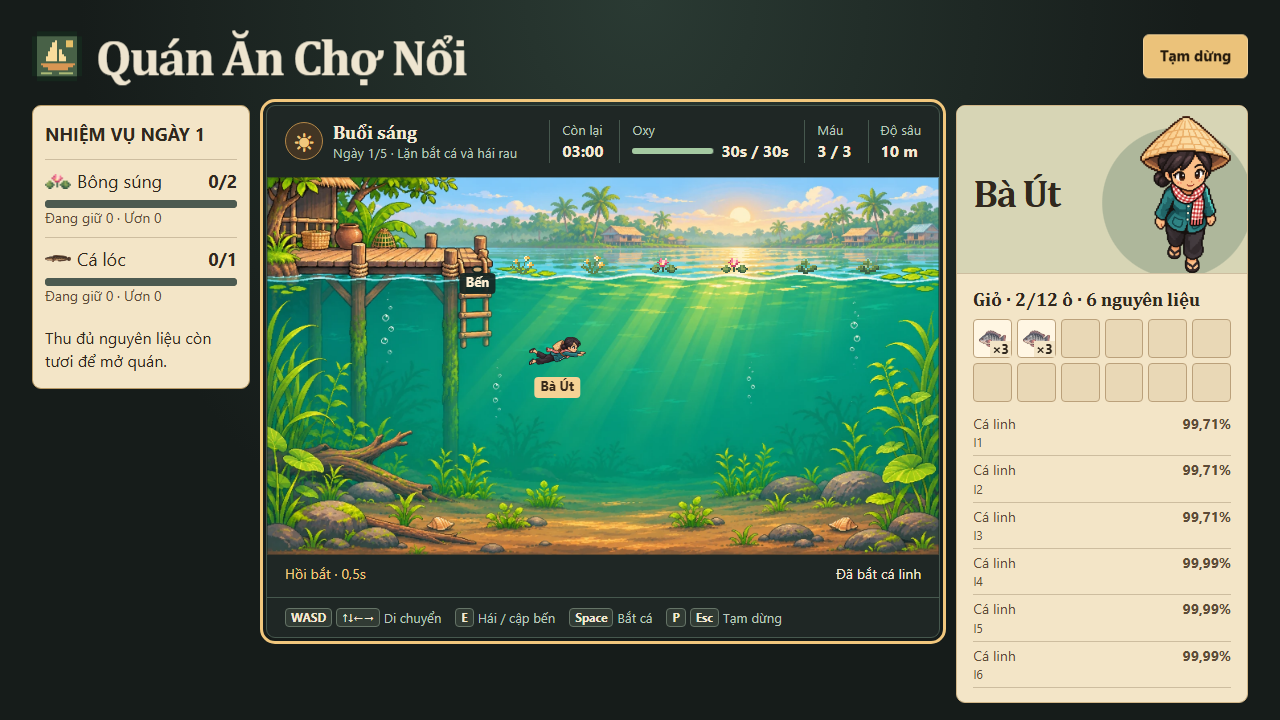 Quán Ăn Chợ Nổi
Tạm dừng
NHIỆM VỤ NGÀY 1
Bông súng 0/2
Đang giữ 0 · Ươn 0
Cá lóc 0/1
Đang giữ 0 · Ươn 0
Thu đủ nguyên liệu còn
tươi để mở quán.
Buổi sáng
Ngày 1/5 · Lặn bắt cá và hái rau
Còn lại
03:00
Oxy
30s / 30s
Máu
3 / 3
Độ sâu
10 m
Bến
Bà Út
Hồi bắt · 0,5s
Đã bắt cá linh
WASD ↑↓←→ Di chuyển E Hái / cập bến Space Bắt cá P Esc Tạm dừng
Bà Út
Giỏ · 2/12 ô · 6 nguyên liệu
×3 ×3
Cá linh 99,71%
I1
Cá linh 99,71%
I2
Cá linh 99,71%
I3
Cá linh 99,99%
I4
Cá linh 99,99%
I5
Cá linh 99,99%
I6